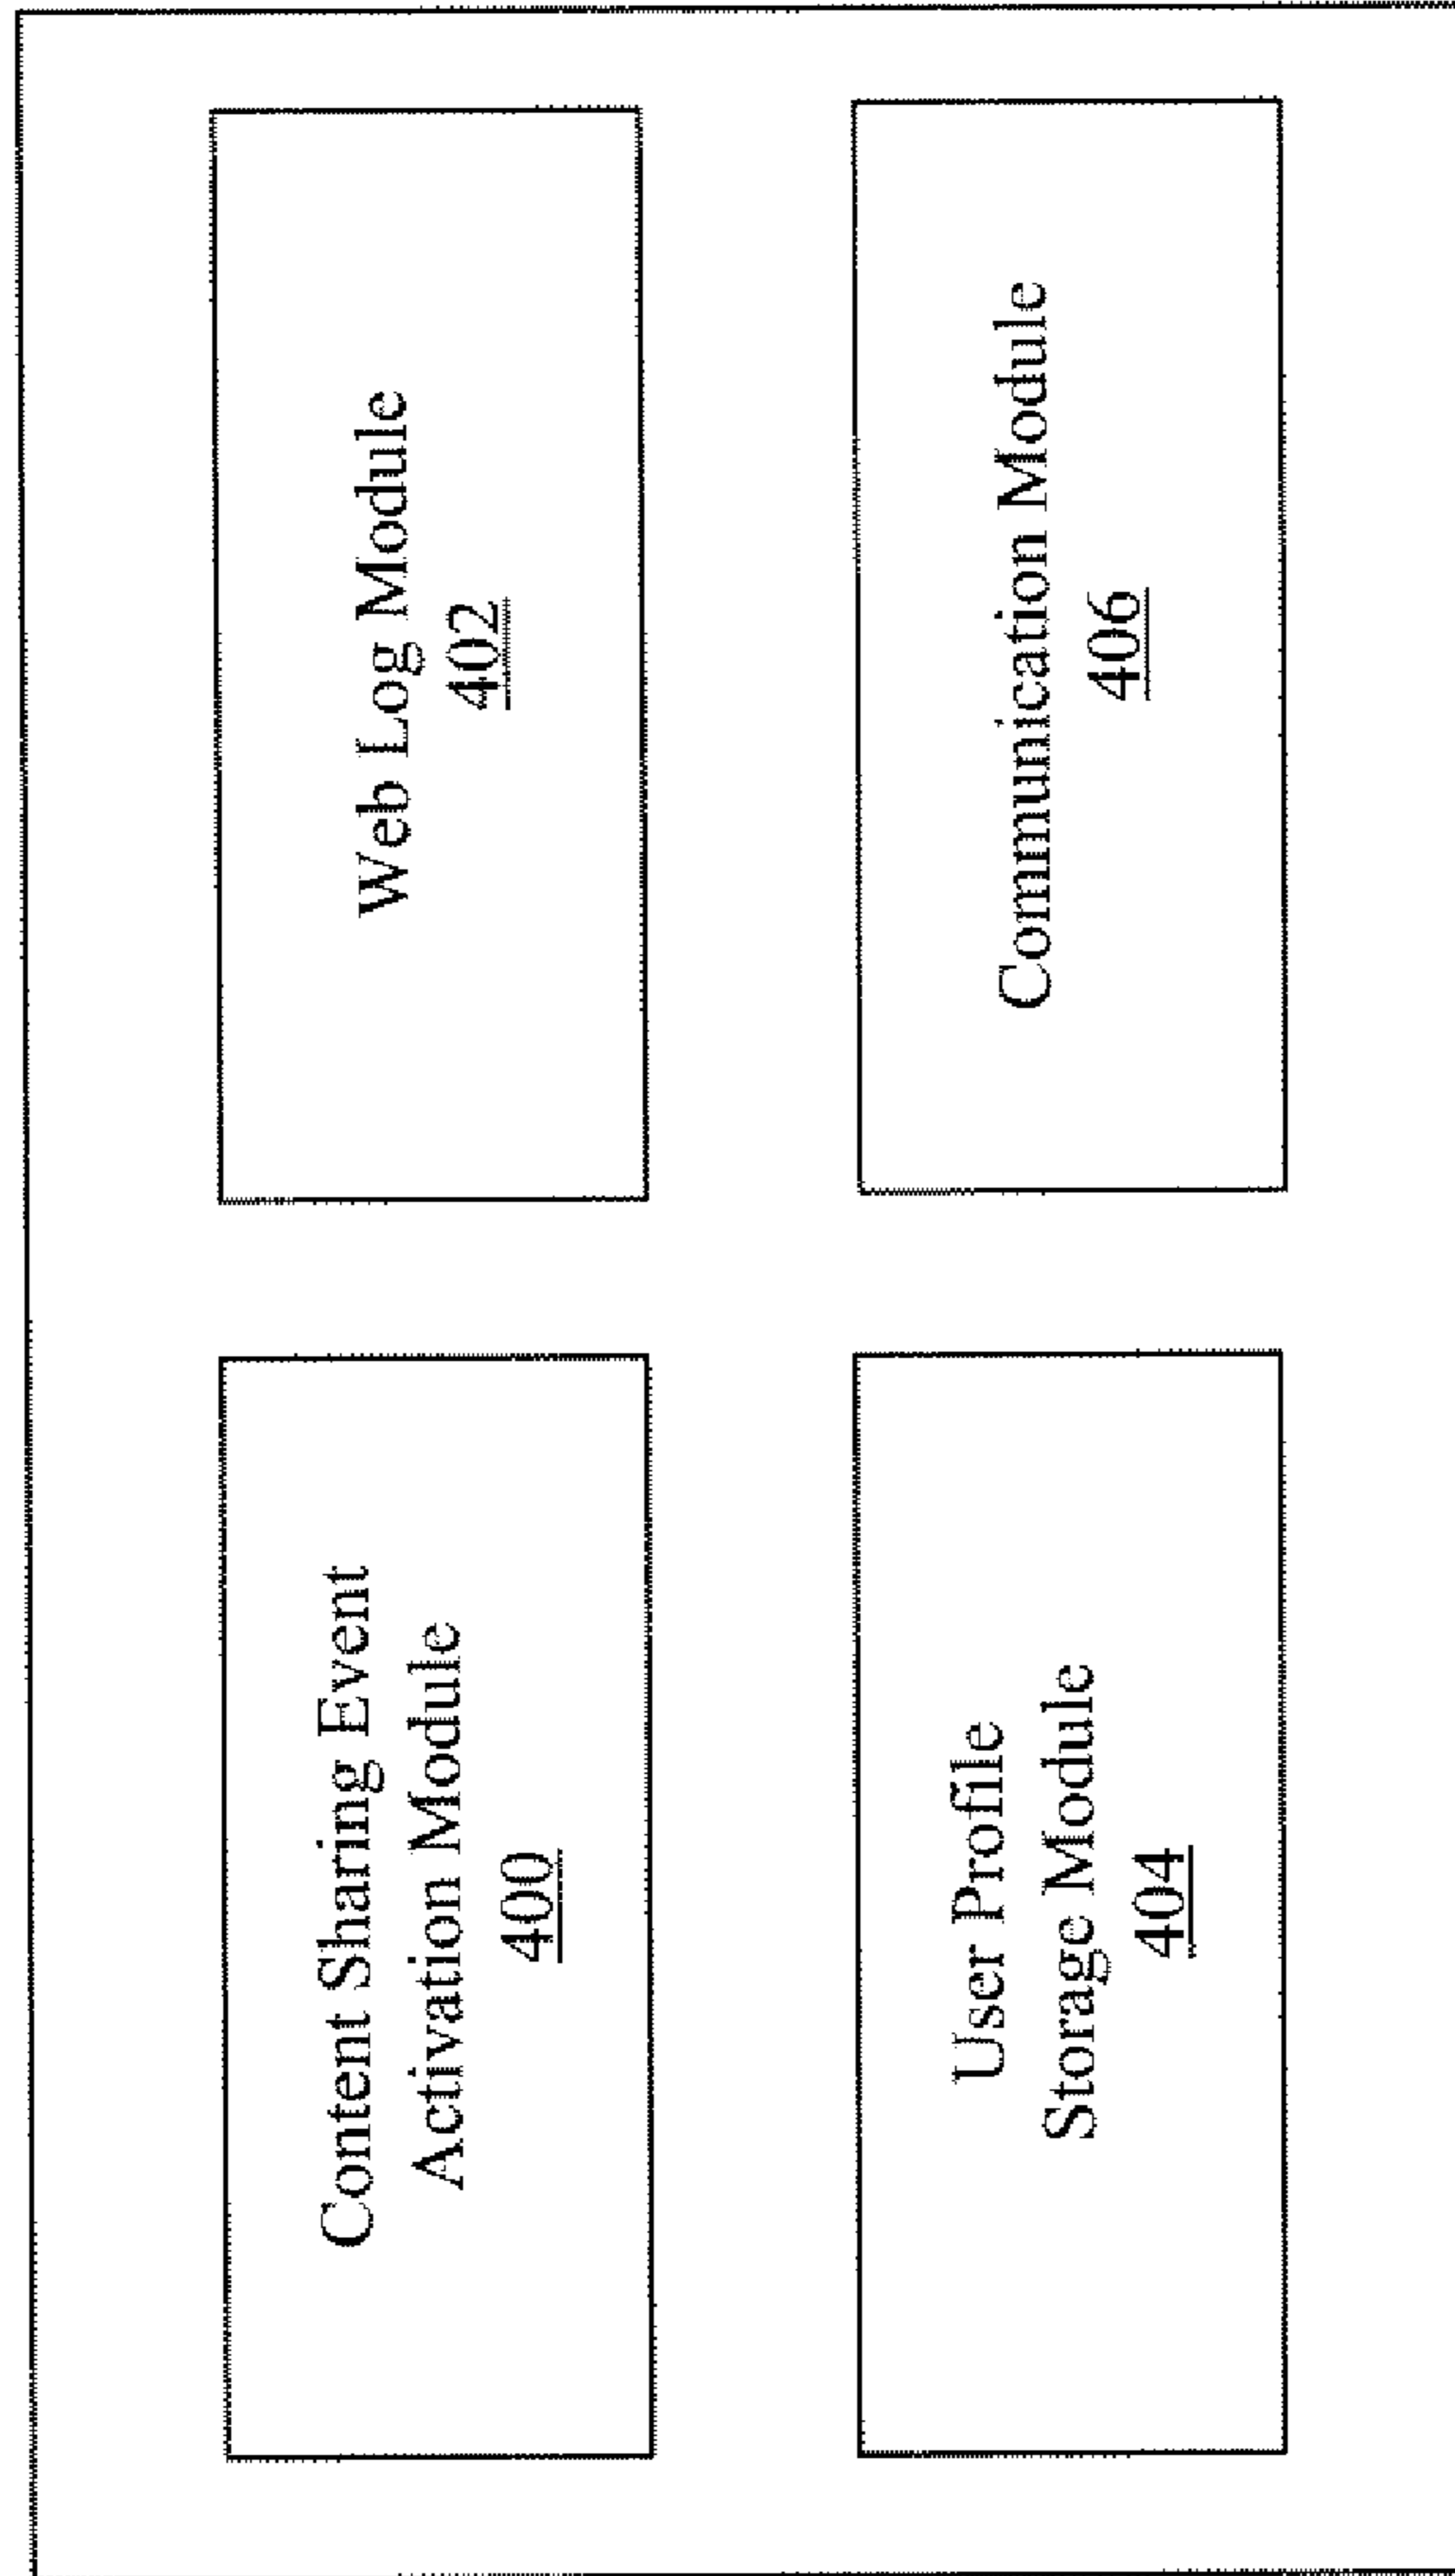 Content Sharing Event
Activation Module
400
Web Log Module
402
User Profile
Storage Module
404
Communication Module
406